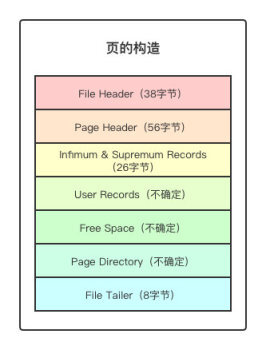 页的构造
File Header（38字节）
Page Header（56字节）
Infimum & Supremum Records
（26字节）
User Records（不确定）
Free Space（不确定）
Page Directory（不确定）
File Tailer（8字节）